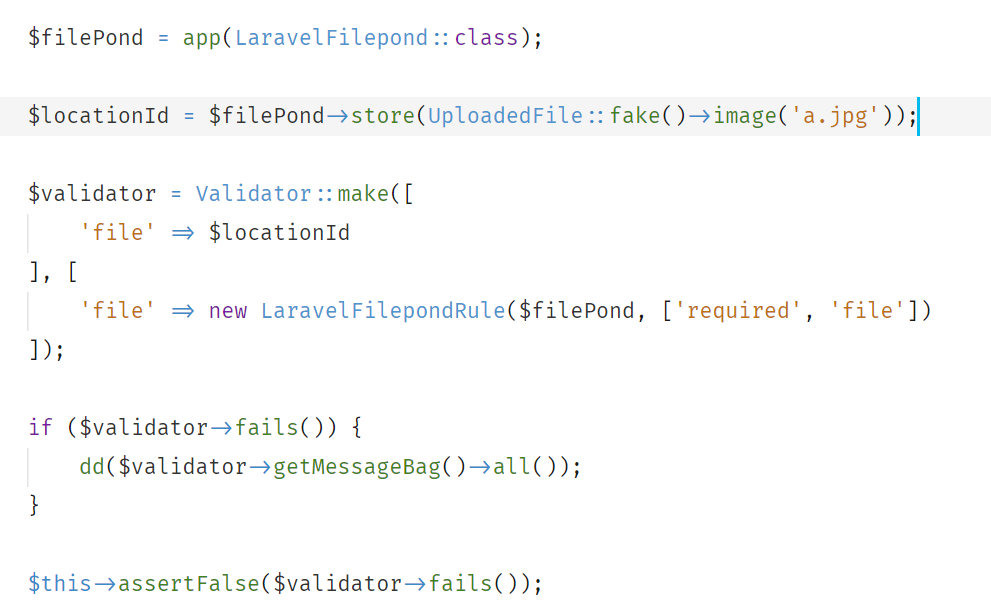 $filePond = app(LaravelFilepond::class);
$locationId = $filePond->store(UploadedFile::fake()->image('a.jpg'));
$validator = Validator::make([
    'file' => $locationId
], [
    'file' => new LaravelFilepondRule($filePond, ['required', 'file'])
]);
if ($validator->fails()) {
    dd($validator->getMessageBag()->all());
}
$this->assertFalse($validator->fails());